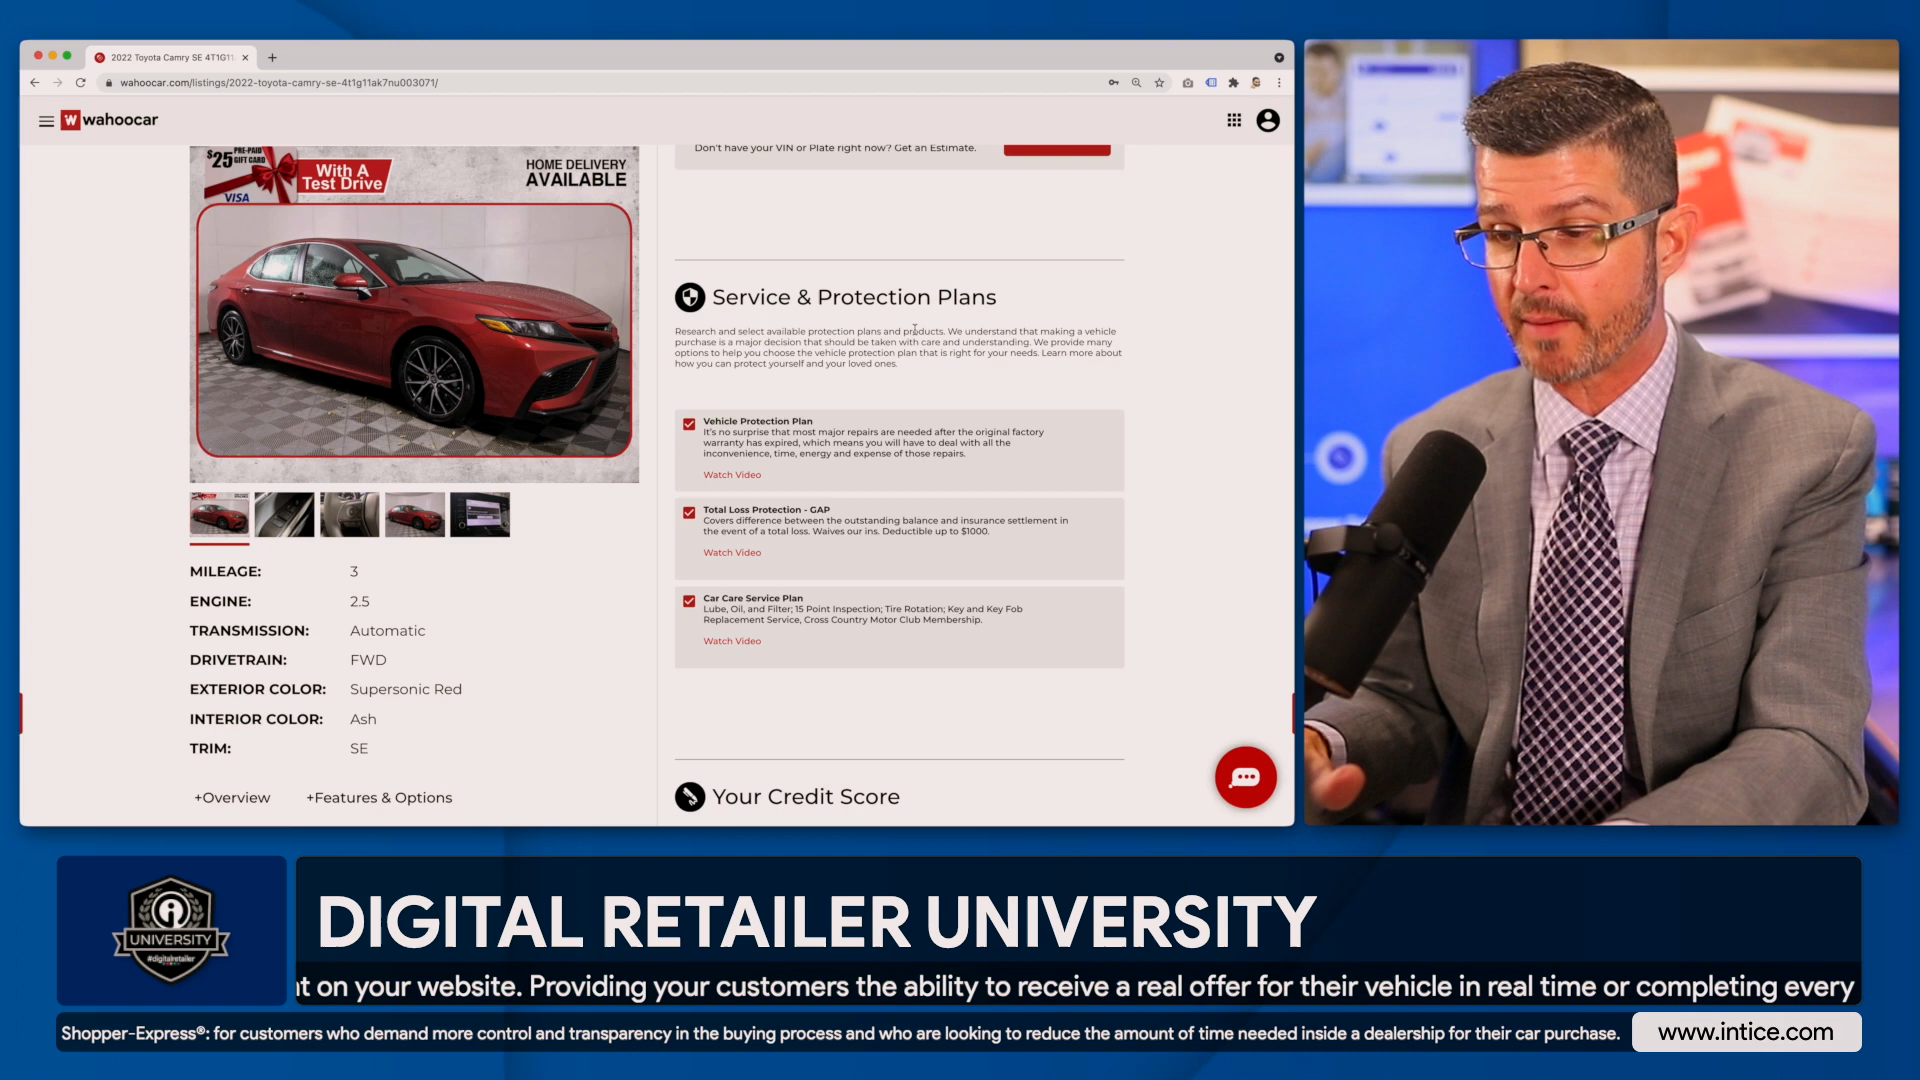 2022 Toyota Camry SE 4T1G11
wahoocar.com/listings/2022-toyota-camry-se-4t1g11ak7nu003071/
W wahoocar
$25 PRE-PAID GIFT CARD
VISA
With A
Test Drive
HOME DELIVERY
AVAILABLE
MILEAGE: 3
ENGINE: 2.5
TRANSMISSION: Automatic
DRIVETRAIN: FWD
EXTERIOR COLOR: Supersonic Red
INTERIOR COLOR: Ash
TRIM: SE
+Overview +Features & Options
Don't have your VIN or Plate right now? Get an Estimate.
Service & Protection Plans
Research and select available protection plans and products. We understand that making a vehicle
purchase is a major decision that should be taken with care and understanding. We provide many
options to help you choose the vehicle protection plan that is right for your needs. Learn more about
how you can protect yourself and your loved ones.
Vehicle Protection Plan
It's no surprise that most major repairs are needed after the original factory
warranty has expired, which means you will have to deal with all the
inconvenience, time, energy and expense of those repairs.
Watch Video
Total Loss Protection - GAP
Covers difference between the outstanding balance and insurance settlement in
the event of a total loss. Waives our ins. Deductible up to $1000.
Watch Video
Car Care Service Plan
Lube, Oil, and Filter; 15 Point Inspection; Tire Rotation; Key and Key Fob
Replacement Service, Cross Country Motor Club Membership.
Watch Video
Your Credit Score
i
UNIVERSITY
#digitalretailer
DIGITAL RETAILER UNIVERSITY
t on your website. Providing your customers the ability to receive a real offer for their vehicle in real time or completing every
Shopper-Express®: for customers who demand more control and transparency in the buying process and who are looking to reduce the amount of time needed inside a dealership for their car purchase.
www.intice.com